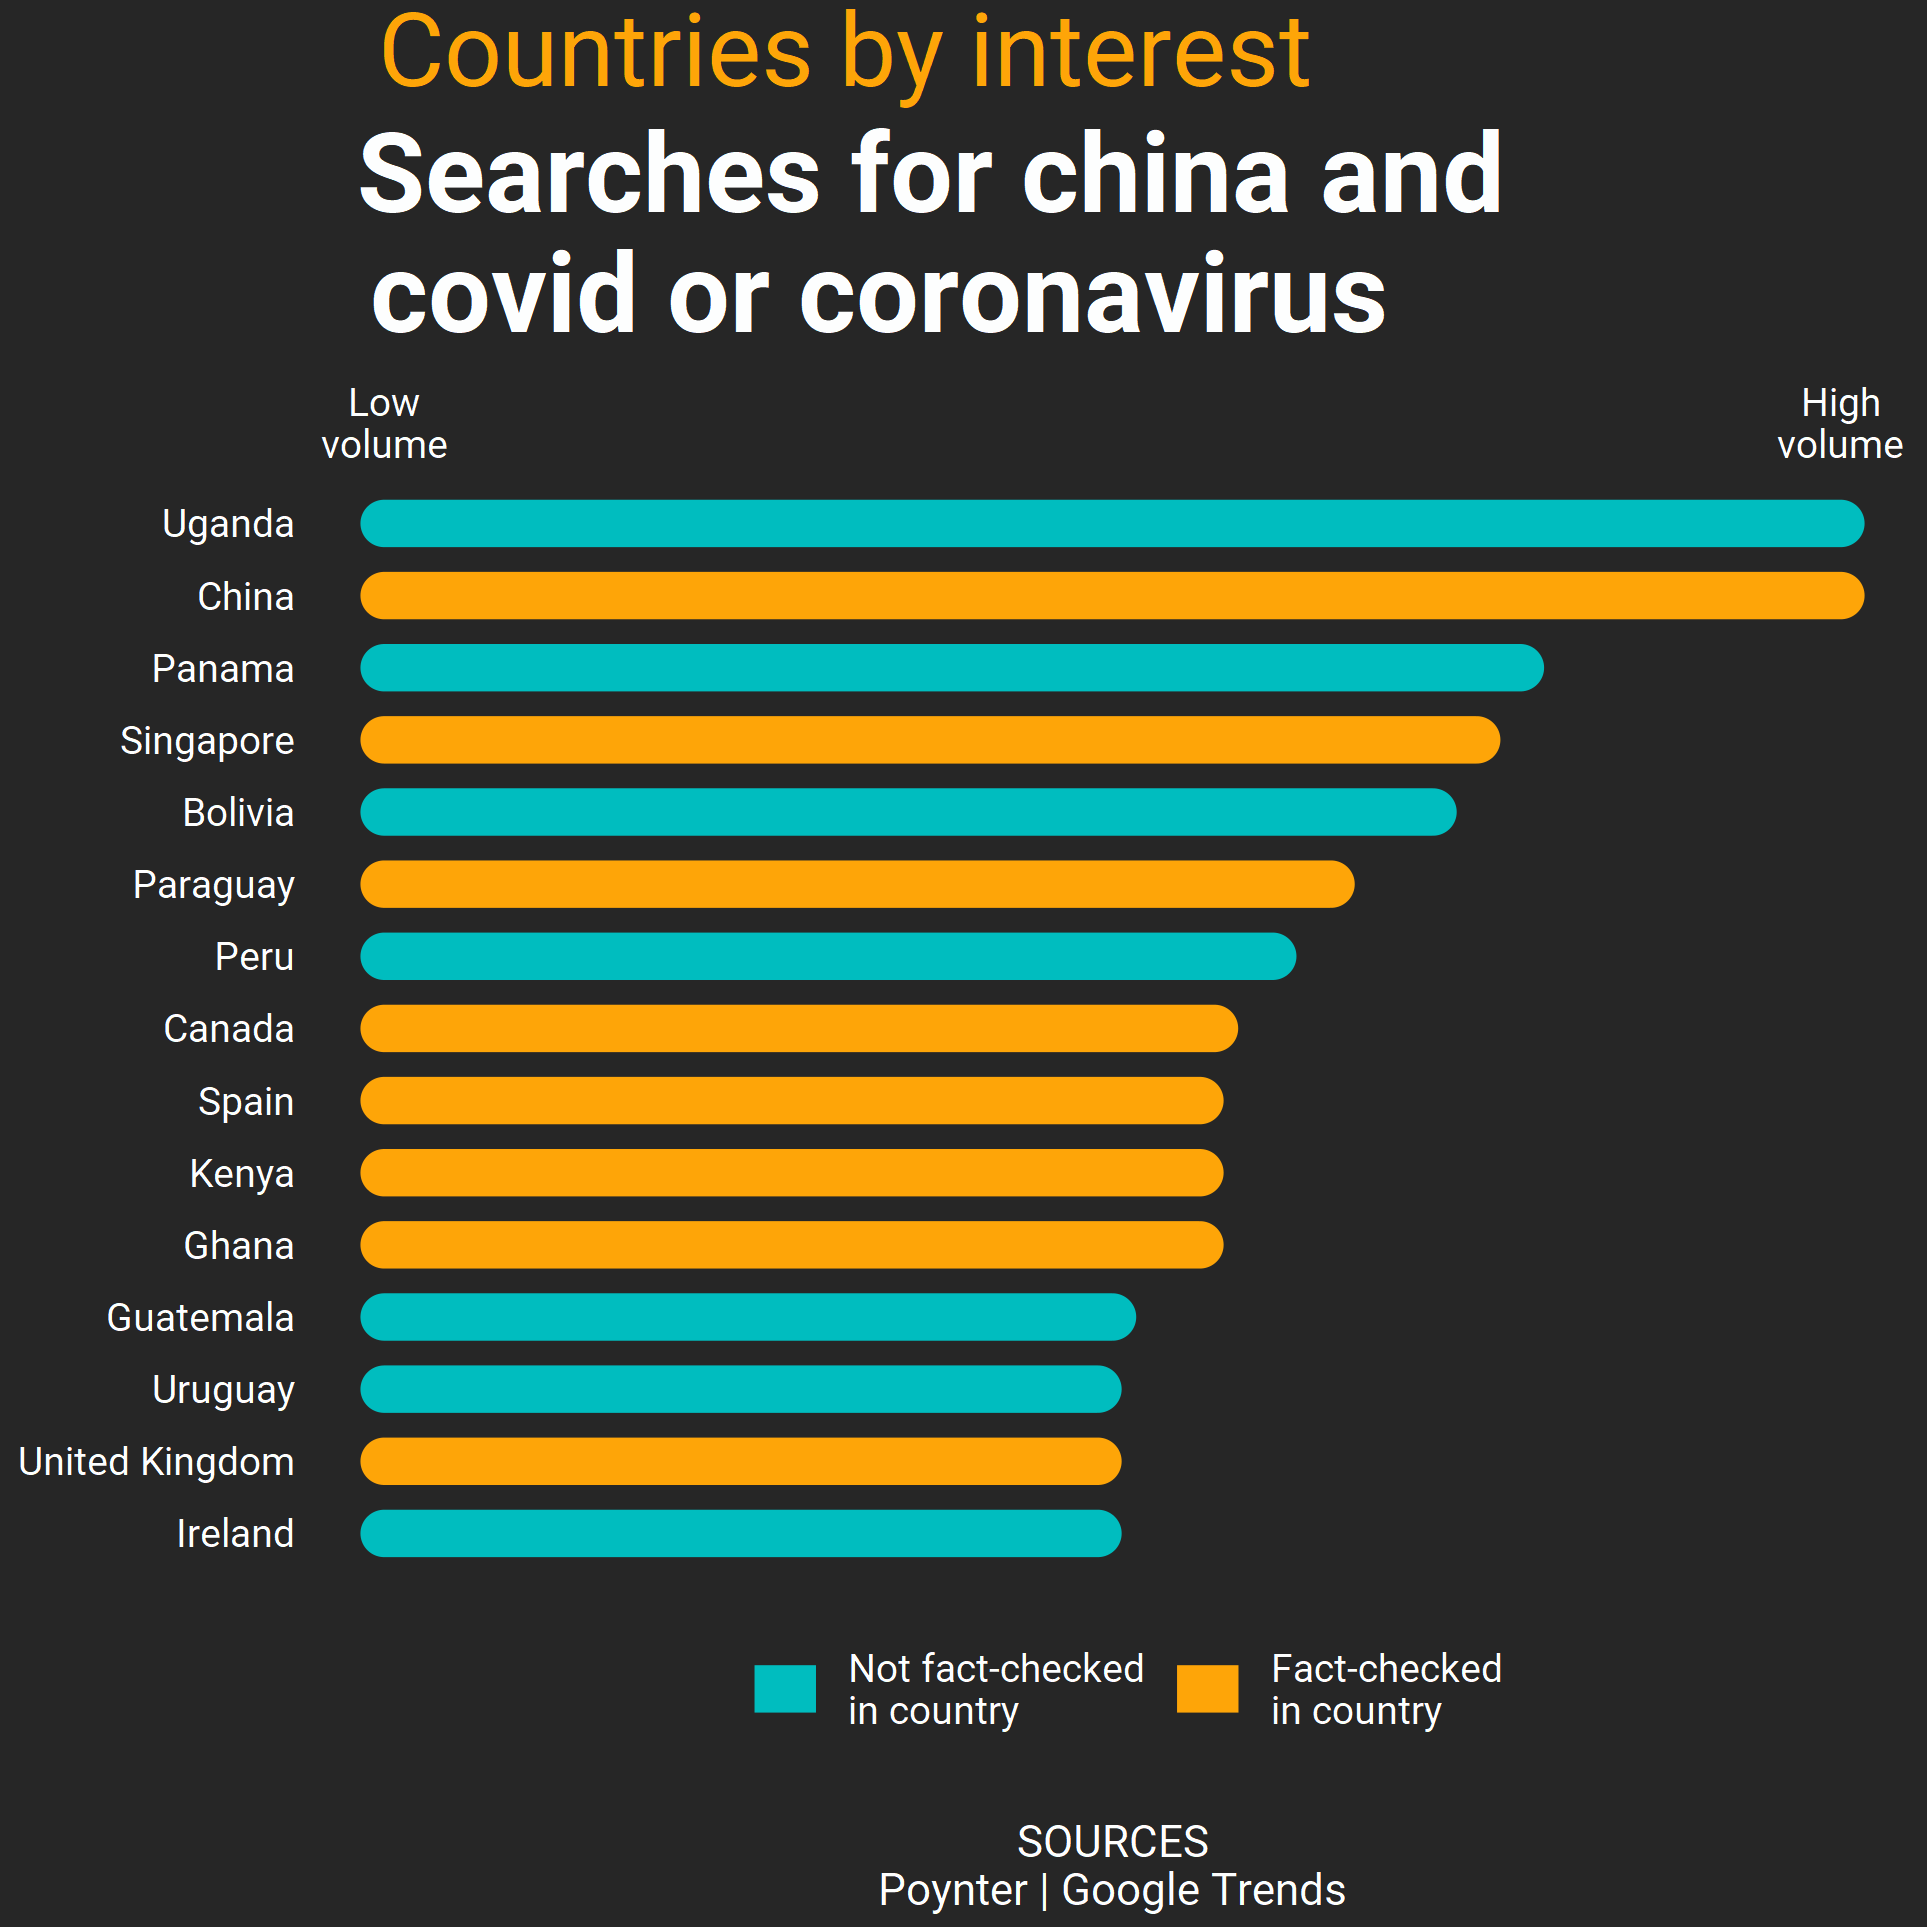 Countries by interest
Searches for china and
covid or coronavirus
Low
volume
High
volume
Uganda
China
Panama
Singapore
Bolivia
Paraguay
Peru
Canada
Spain
Kenya
Ghana
Guatemala
Uruguay
United Kingdom
Ireland
Not fact-checked
in country
Fact-checked
in country
SOURCES
Poynter | Google Trends